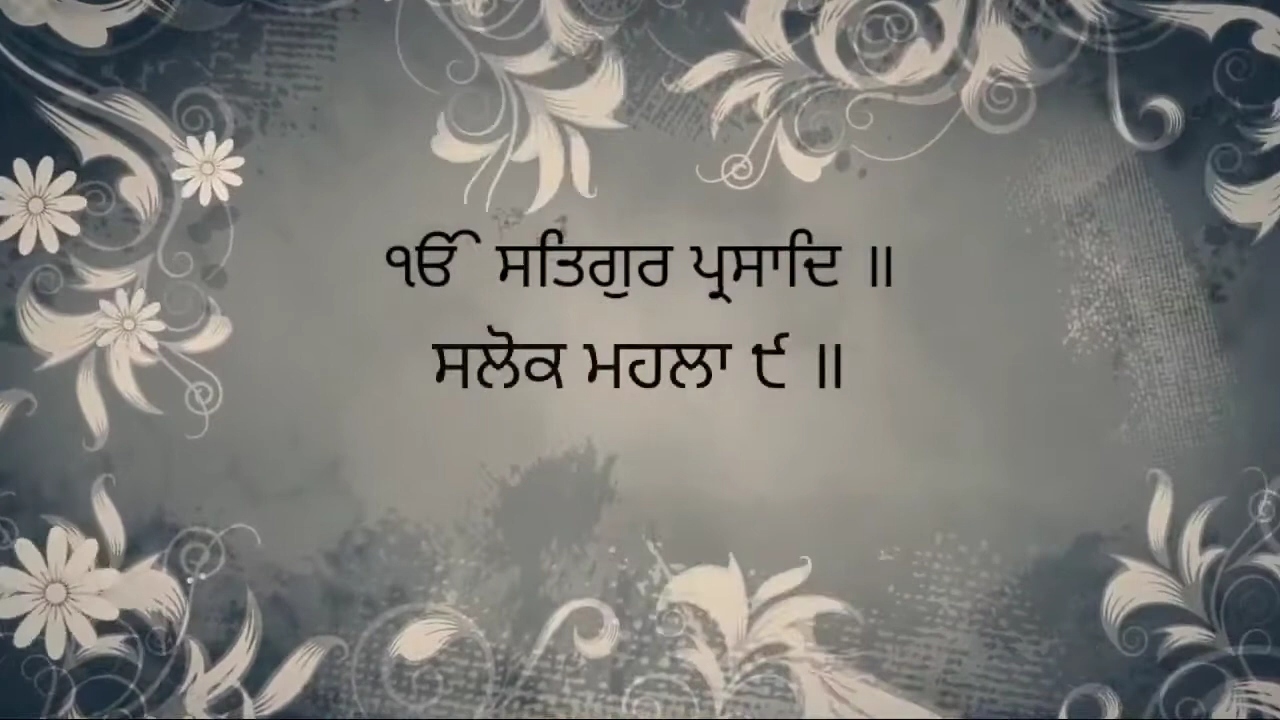 ੴ ਸਤਿਗੁਰ ਪ੍ਰਸਾਦਿ ॥
ਸਲੋਕ ਮਹਲਾ ੯ ॥